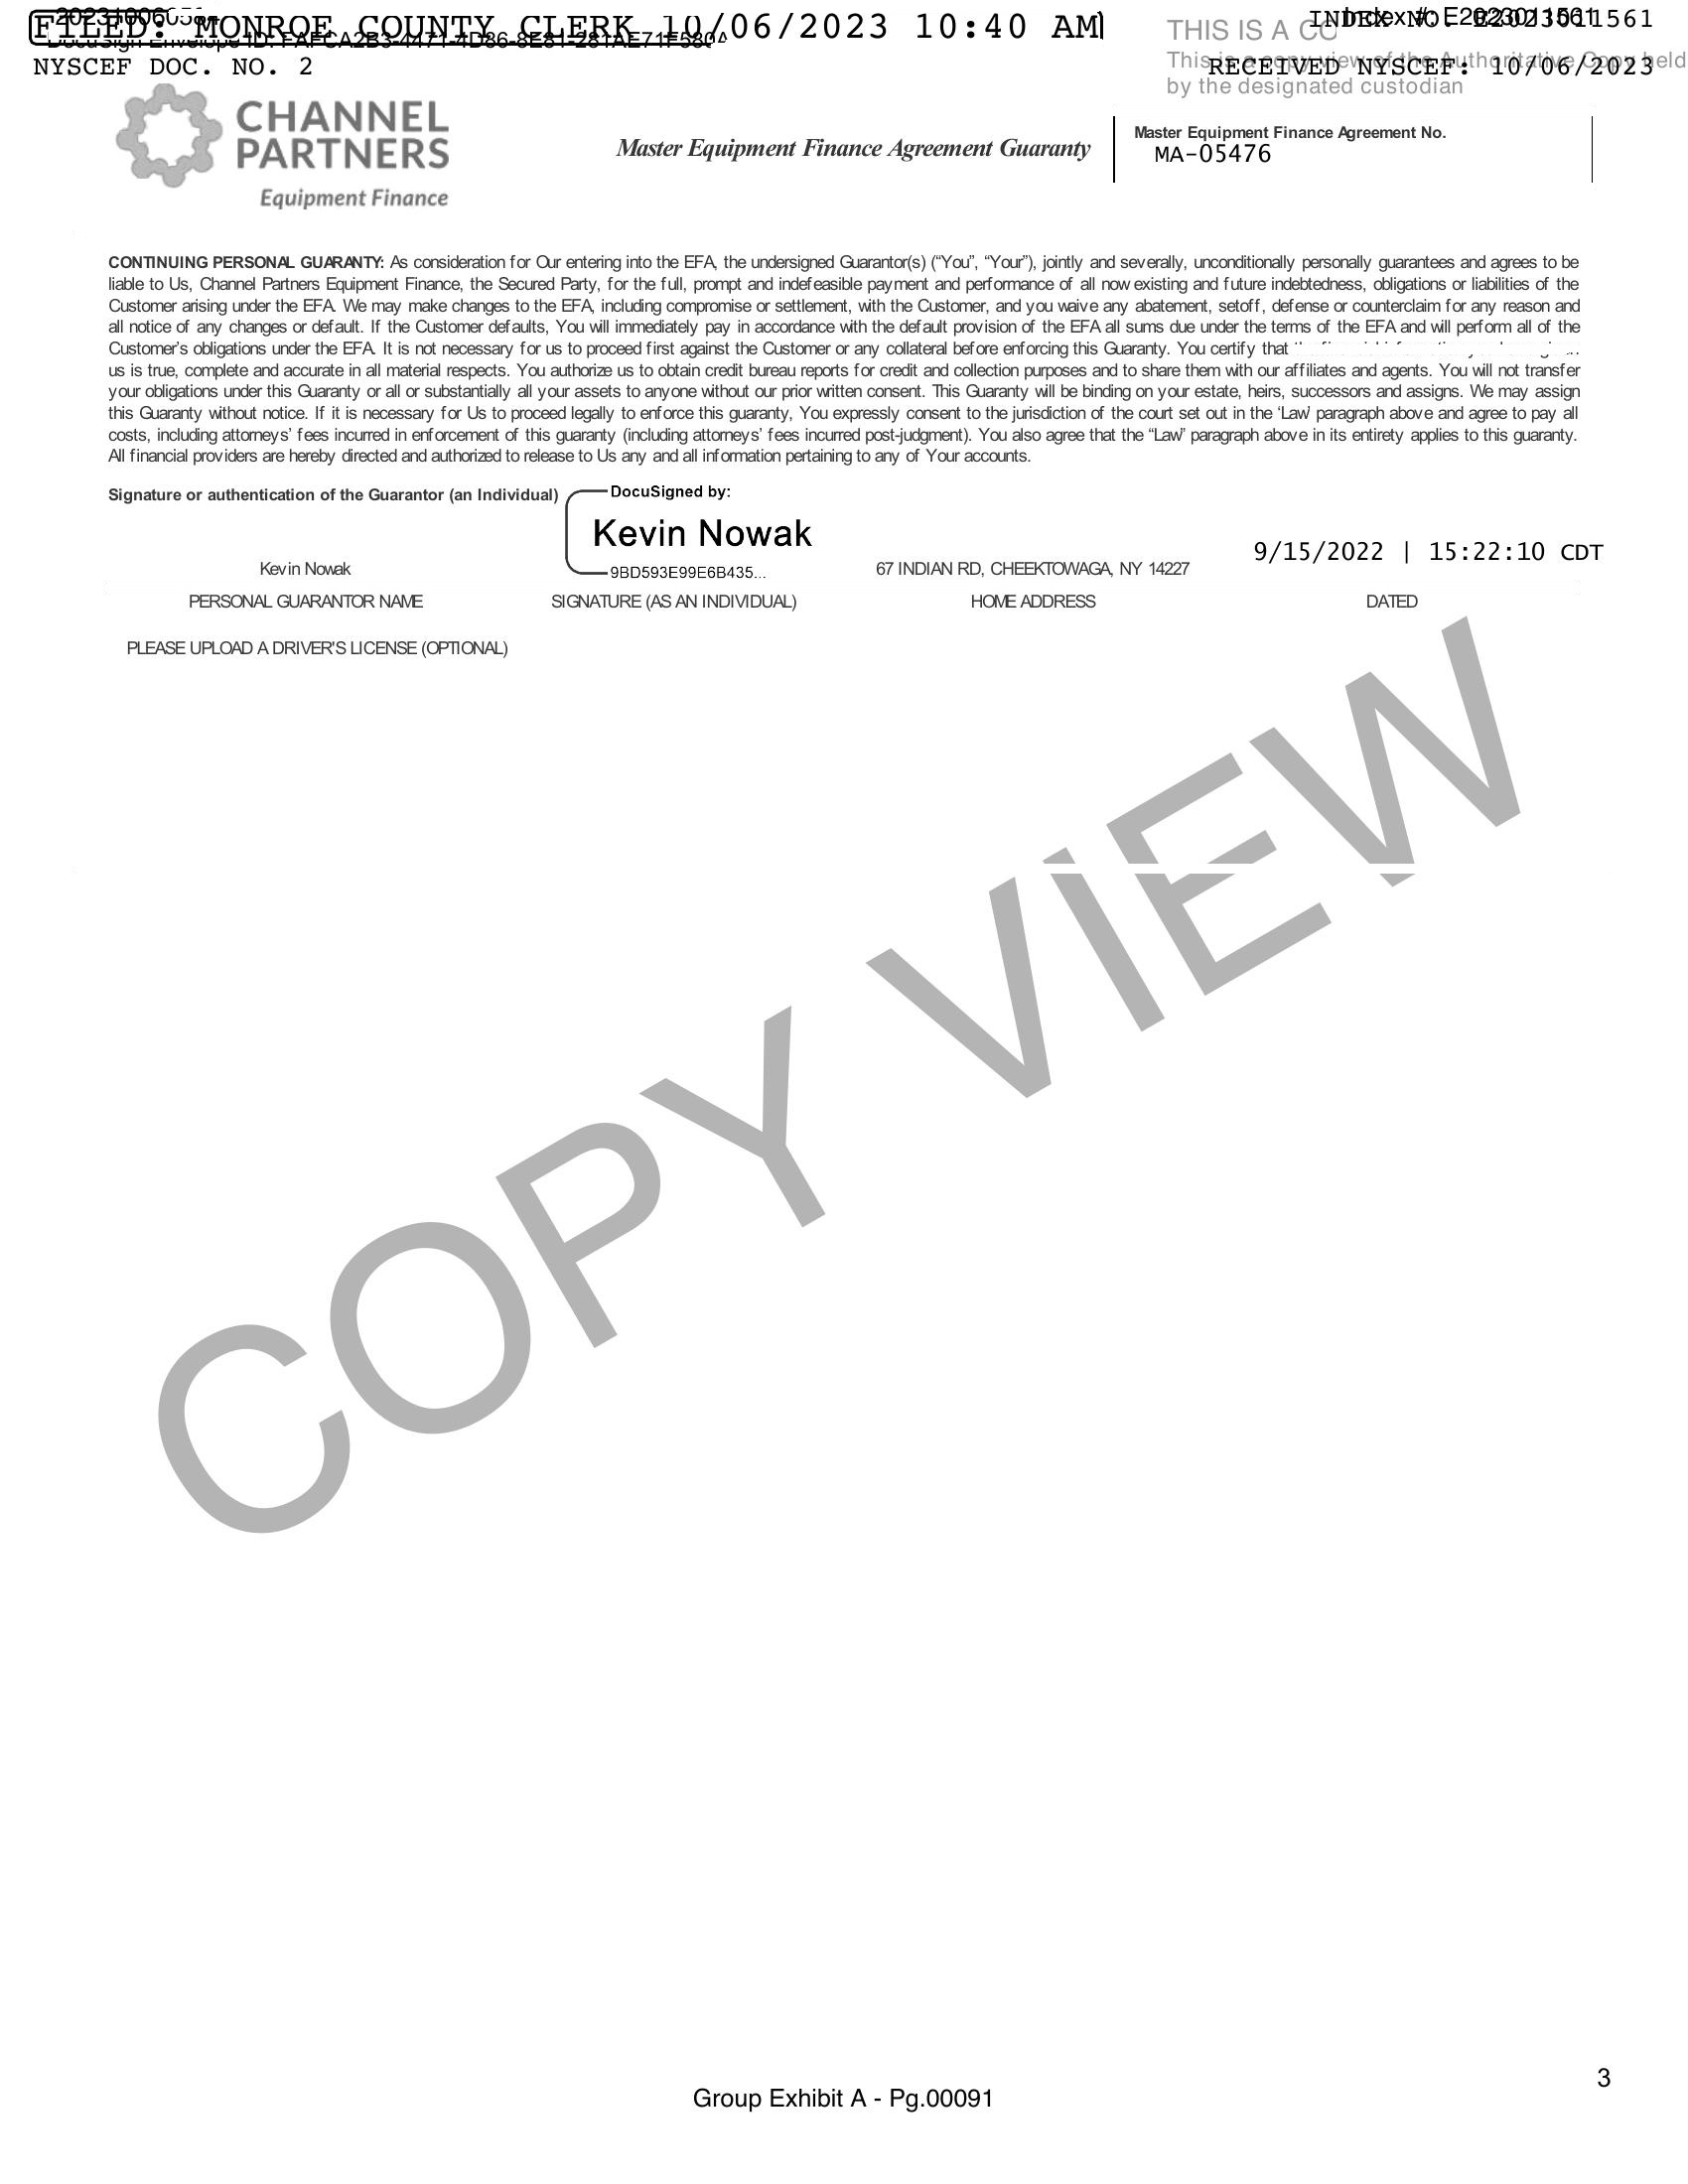 FILED: MONROE COUNTY CLERK 10/06/2023 10:40 AM
INDEX NO. E2023011561
NYSCEF DOC. NO. 2
RECEIVED NYSCEF: 10/06/2023
THIS IS A
This is a copy view of the Authoritative Copy held
by the designated custodian
CHANNEL
PARTNERS
Equipment Finance
Master Equipment Finance Agreement Guaranty
Master Equipment Finance Agreement No.
MA-05476
CONTINUING PERSONAL GUARANTY: As consideration for Our entering into the EFA, the undersigned Guarantor(s) (“You”, “Your”), jointly and severally, unconditionally personally guarantees and agrees to be
liable to Us, Channel Partners Equipment Finance, the Secured Party, for the full, prompt and indefeasible payment and performance of all now existing and future indebtedness, obligations or liabilities of the
Customer arising under the EFA. We may make changes to the EFA, including compromise or settlement, with the Customer, and you waive any abatement, setoff, defense or counterclaim for any reason and
all notice of any changes or default. If the Customer defaults, You will immediately pay in accordance with the default provision of the EFA all sums due under the terms of the EFA and will perform all of the
Customer’s obligations under the EFA. It is not necessary for us to proceed first against the Customer or any collateral before enforcing this Guaranty. You certify that
us is true, complete and accurate in all material respects. You authorize us to obtain credit bureau reports for credit and collection purposes and to share them with our affiliates and agents. You will not transfer
your obligations under this Guaranty or all or substantially all your assets to anyone without our prior written consent. This Guaranty will be binding on your estate, heirs, successors and assigns. We may assign
this Guaranty without notice. If it is necessary for Us to proceed legally to enforce this guaranty, You expressly consent to the jurisdiction of the court set out in the ‘Law’ paragraph above and agree to pay all
costs, including attorneys’ fees incurred in enforcement of this guaranty (including attorneys’ fees incurred post-judgment). You also agree that the “Law” paragraph above in its entirety applies to this guaranty.
All financial providers are hereby directed and authorized to release to Us any and all information pertaining to any of Your accounts.
Signature or authentication of the Guarantor (an Individual)
DocuSigned by:
Kevin Nowak
9BD593E99E6B435...
Kevin Nowak
67 INDIAN RD, CHEEKTOWAGA, NY 14227
9/15/2022 | 15:22:10 CDT
PERSONAL GUARANTOR NAME
SIGNATURE (AS AN INDIVIDUAL)
HOME ADDRESS
DATED
PLEASE UPLOAD A DRIVER'S LICENSE (OPTIONAL)
COPY VIEW
3
Group Exhibit A - Pg.00091